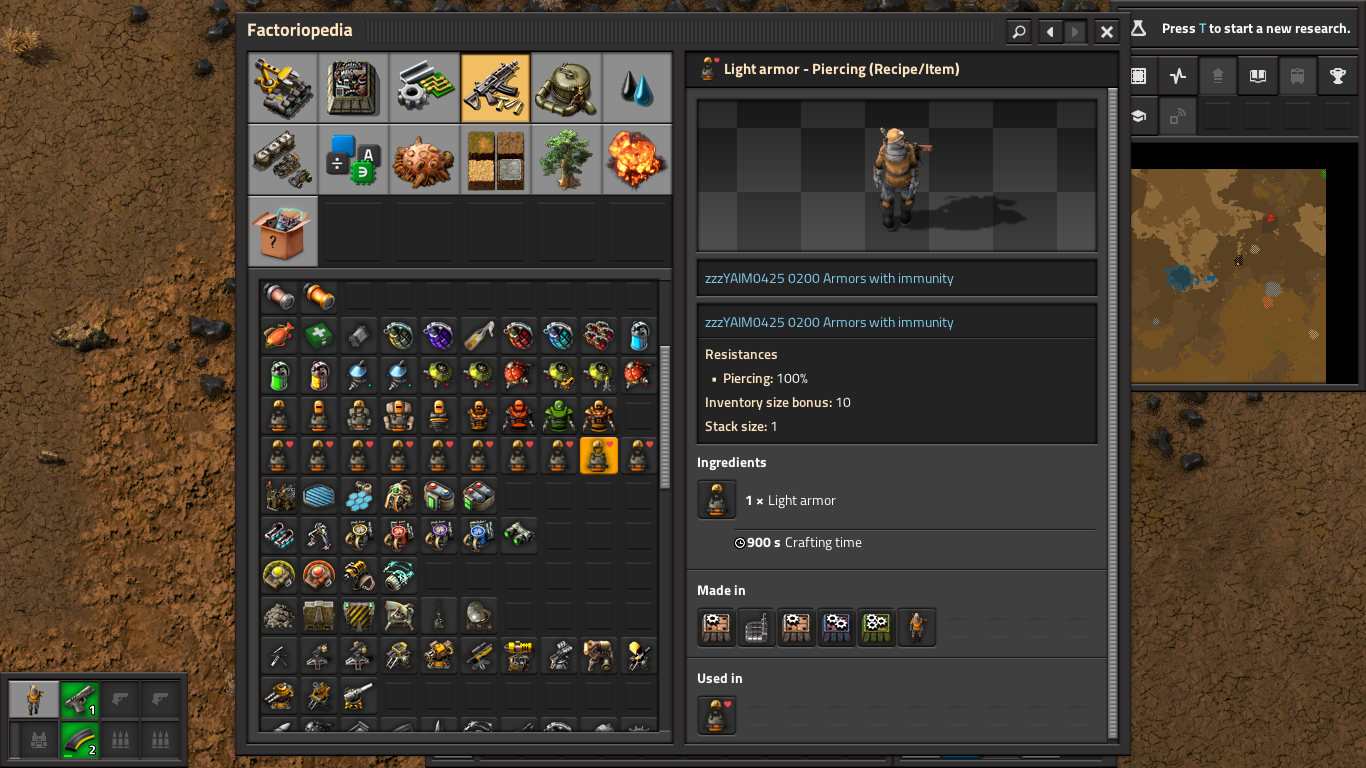 Factoriopedia
Press T to start a new research.
Light armor - Piercing (Recipe/Item)
A
÷
Э
?
zzzYAIM0425 0200 Armors with immunity
zzzYAIM0425 0200 Armors with immunity
Resistances
• Piercing: 100%
Inventory size bonus: 10
Stack size: 1
Ingredients
1 × Light armor
900 s Crafting time
Made in
Used in
1
2